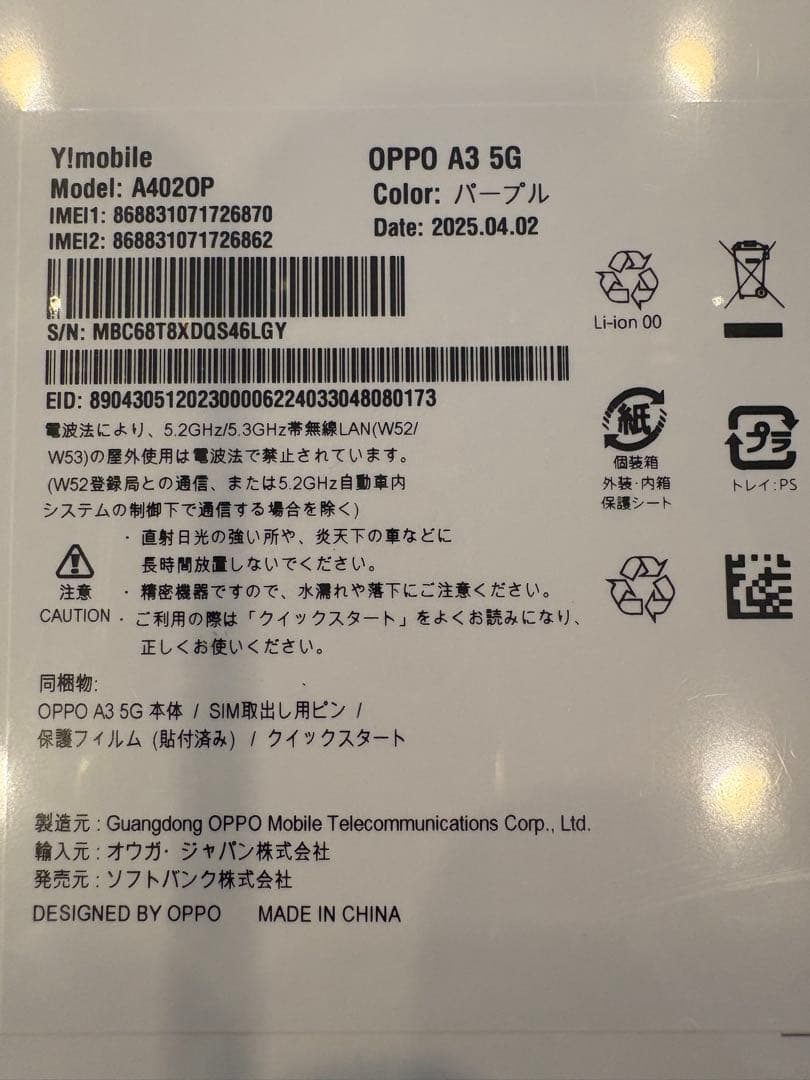 Y!mobile
OPPO A3 5G
Model: A402OP
Color: パープル
IMEI1: 868831071726870
Date: 2025.04.02
IMEI2: 868831071726862
Li-ion 00
S/N: MBC68T8XDQS46LGY
EID: 89043051202300006224033048080173
紙
個装箱
外装・内箱
保護シート
プラ
トレイ:PS
電波法により、5.2GHz/5.3GHz帯無線LAN(W52/
W53)の屋外使用は電波法で禁止されています。
(W52登録局との通信、または5.2GHz自動車内
システムの制御下で通信する場合を除く)
・ 直射日光の強い所や、炎天下の車などに
長時間放置しないでください。
注意
CAUTION
・ 精密機器ですので、水濡れや落下にご注意ください。
・ ご利用の際は「クイックスタート」をよくお読みになり、
正しくお使いください。
同梱物:
OPPO A3 5G 本体 / SIM取出し用ピン /
保護フィルム (貼付済み) / クイックスタート
製造元 : Guangdong OPPO Mobile Telecommunications Corp., Ltd.
輸入元 : オウガ・ジャパン株式会社
発売元 : ソフトバンク株式会社
DESIGNED BY OPPO MADE IN CHINA